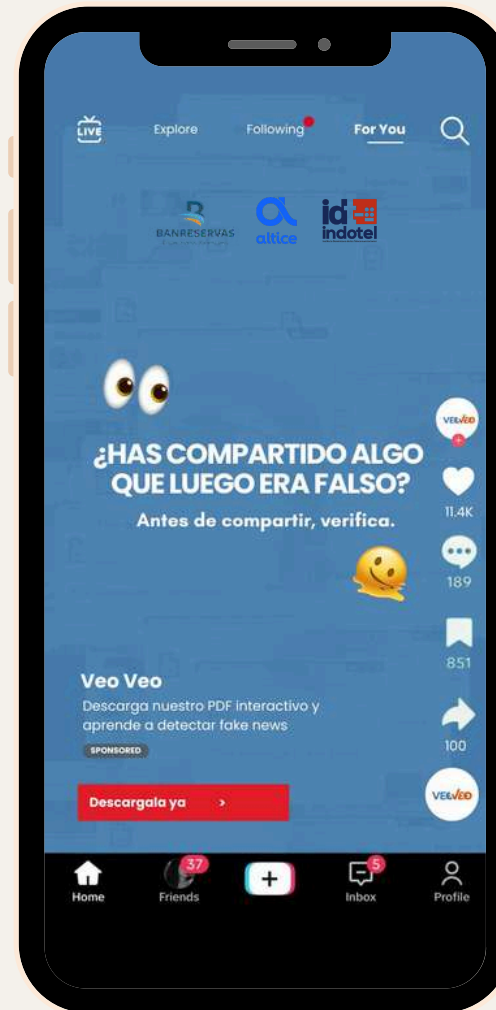 LIVE
Explore
Following
For You
BANRESERVAS
altice
id
indotel
¿HAS COMPARTIDO ALGO
QUE LUEGO ERA FALSO?
Antes de compartir, verifica.
VEOVEO
11.4K
189
851
100
Veo Veo
Descarga nuestro PDF interactivo y
aprende a detectar fake news
SPONSORED
VEOVEO
Descargala ya >
37
5
Home
Friends
Inbox
Profile